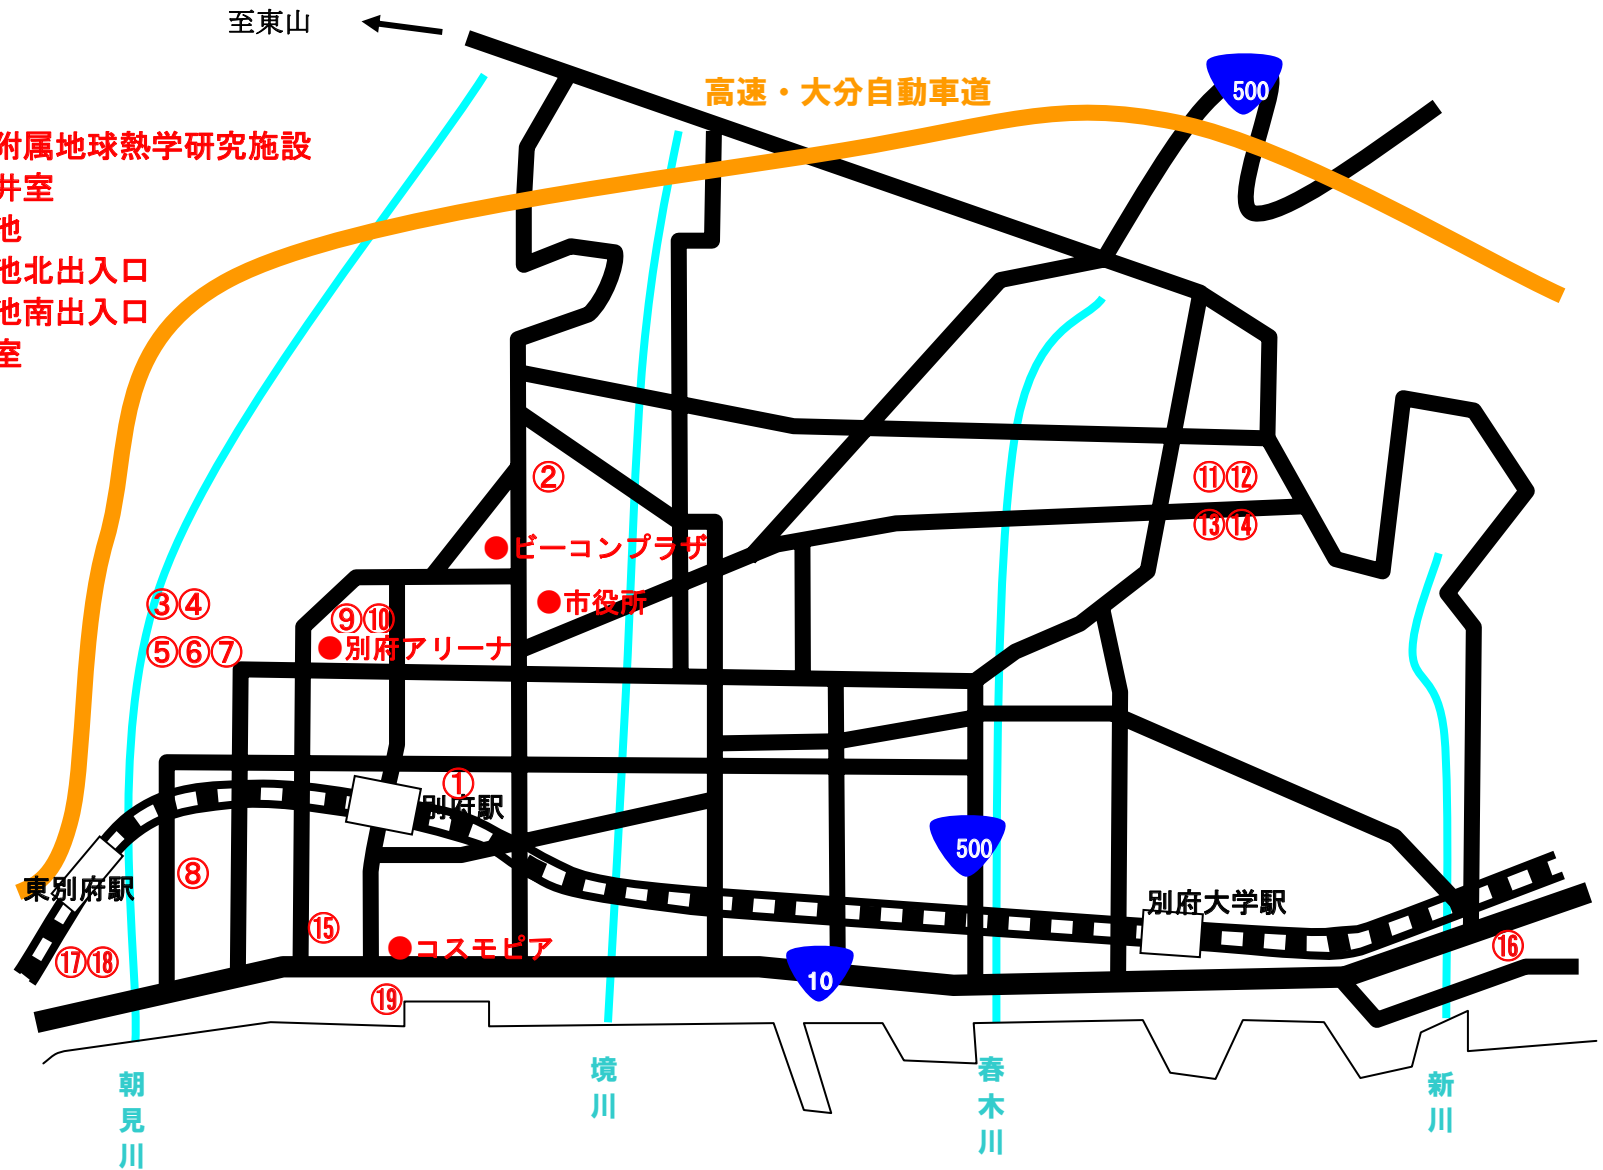 至東山
高速・大分自動車道
500
附属地球熱学研究施設
井室
池
池北出入口
池南出入口
室
②
⑪⑫
⑬⑭
ビーコンプラザ
市役所
③④
⑤⑥⑦
⑨⑩
別府アリーナ
①
別府駅
500
⑧
東別府駅
別府大学駅
⑮
⑯
⑰⑱
コスモピア
10
⑲
朝見川
境川
春木川
新川